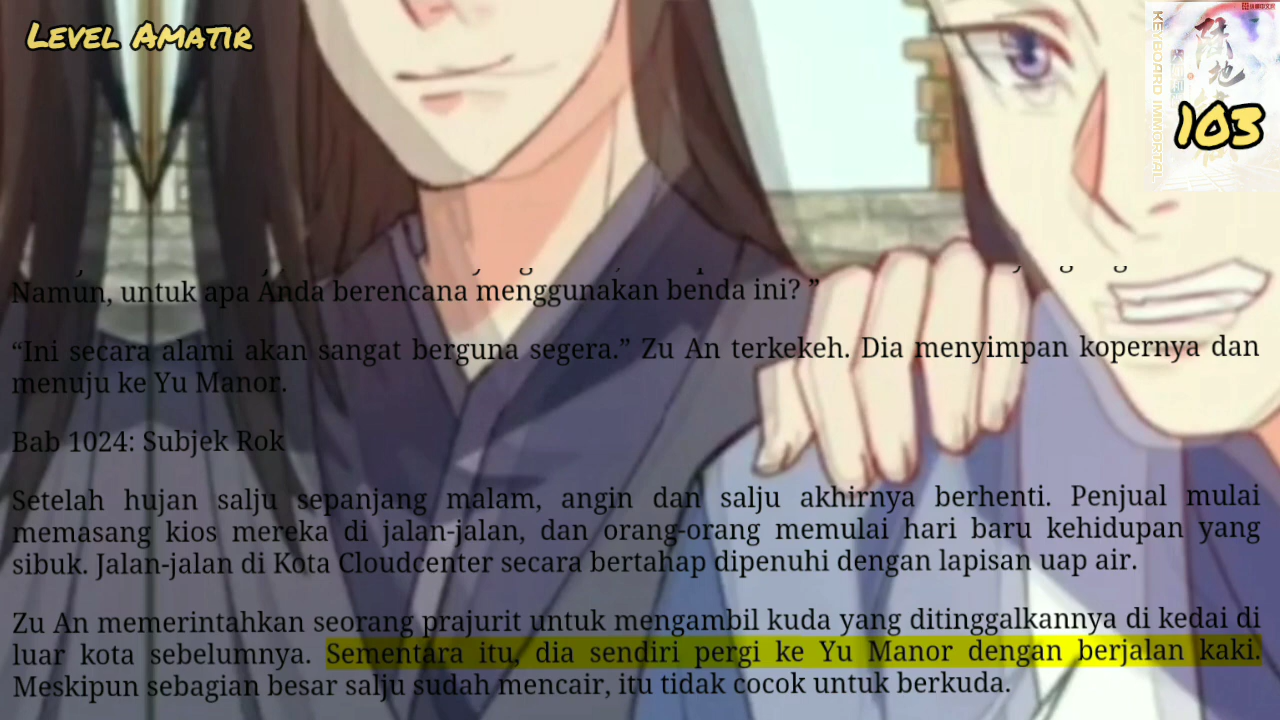 Level Amatir
KEYBOARD IMMORTAL
103
Namun, untuk apa Anda berencana menggunakan benda ini? ”
“Ini secara alami akan sangat berguna segera.” Zu An terkekeh. Dia menyimpan kopernya dan
menuju ke Yu Manor.
Bab 1024: Subjek Rok
Setelah hujan salju sepanjang malam, angin dan salju akhirnya berhenti. Penjual mulai
memasang kios mereka di jalan-jalan, dan orang-orang memulai hari baru kehidupan yang
sibuk. Jalan-jalan di Kota Cloudcenter secara bertahap dipenuhi dengan lapisan uap air.
Zu An memerintahkan seorang prajurit untuk mengambil kuda yang ditinggalkannya di kedai di
luar kota sebelumnya. Sementara itu, dia sendiri pergi ke Yu Manor dengan berjalan kaki.
Meskipun sebagian besar salju sudah mencair, itu tidak cocok untuk berkuda.